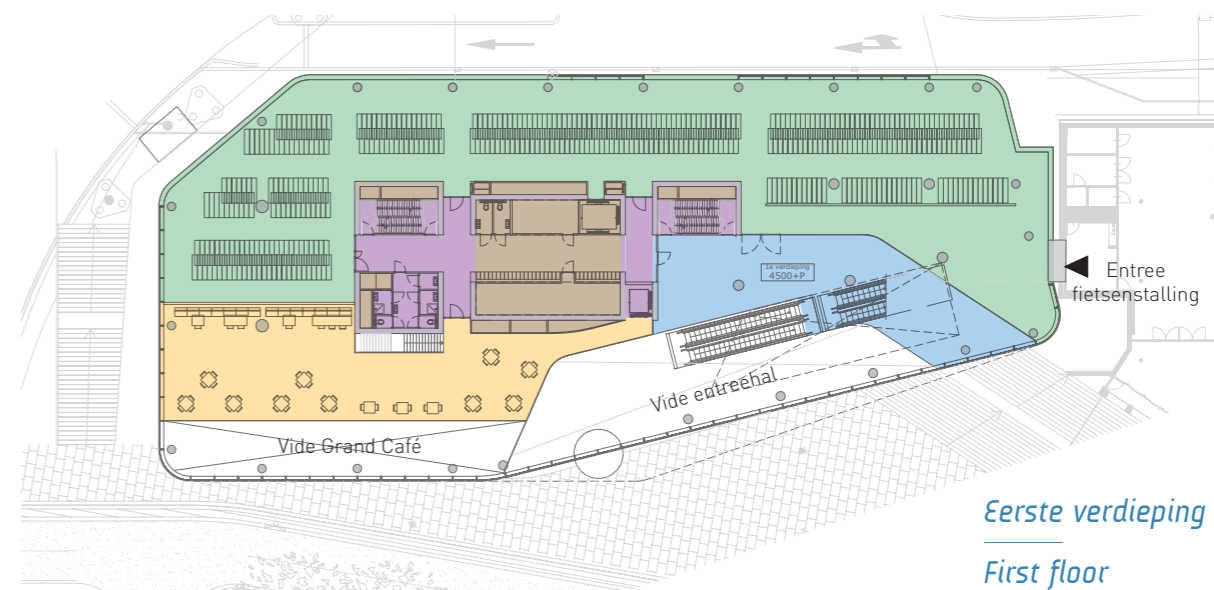 1e verdieping
4500+P
Entree
fietsenstalling
Vide entreehal
Vide Grand Café
Eerste verdieping
First floor